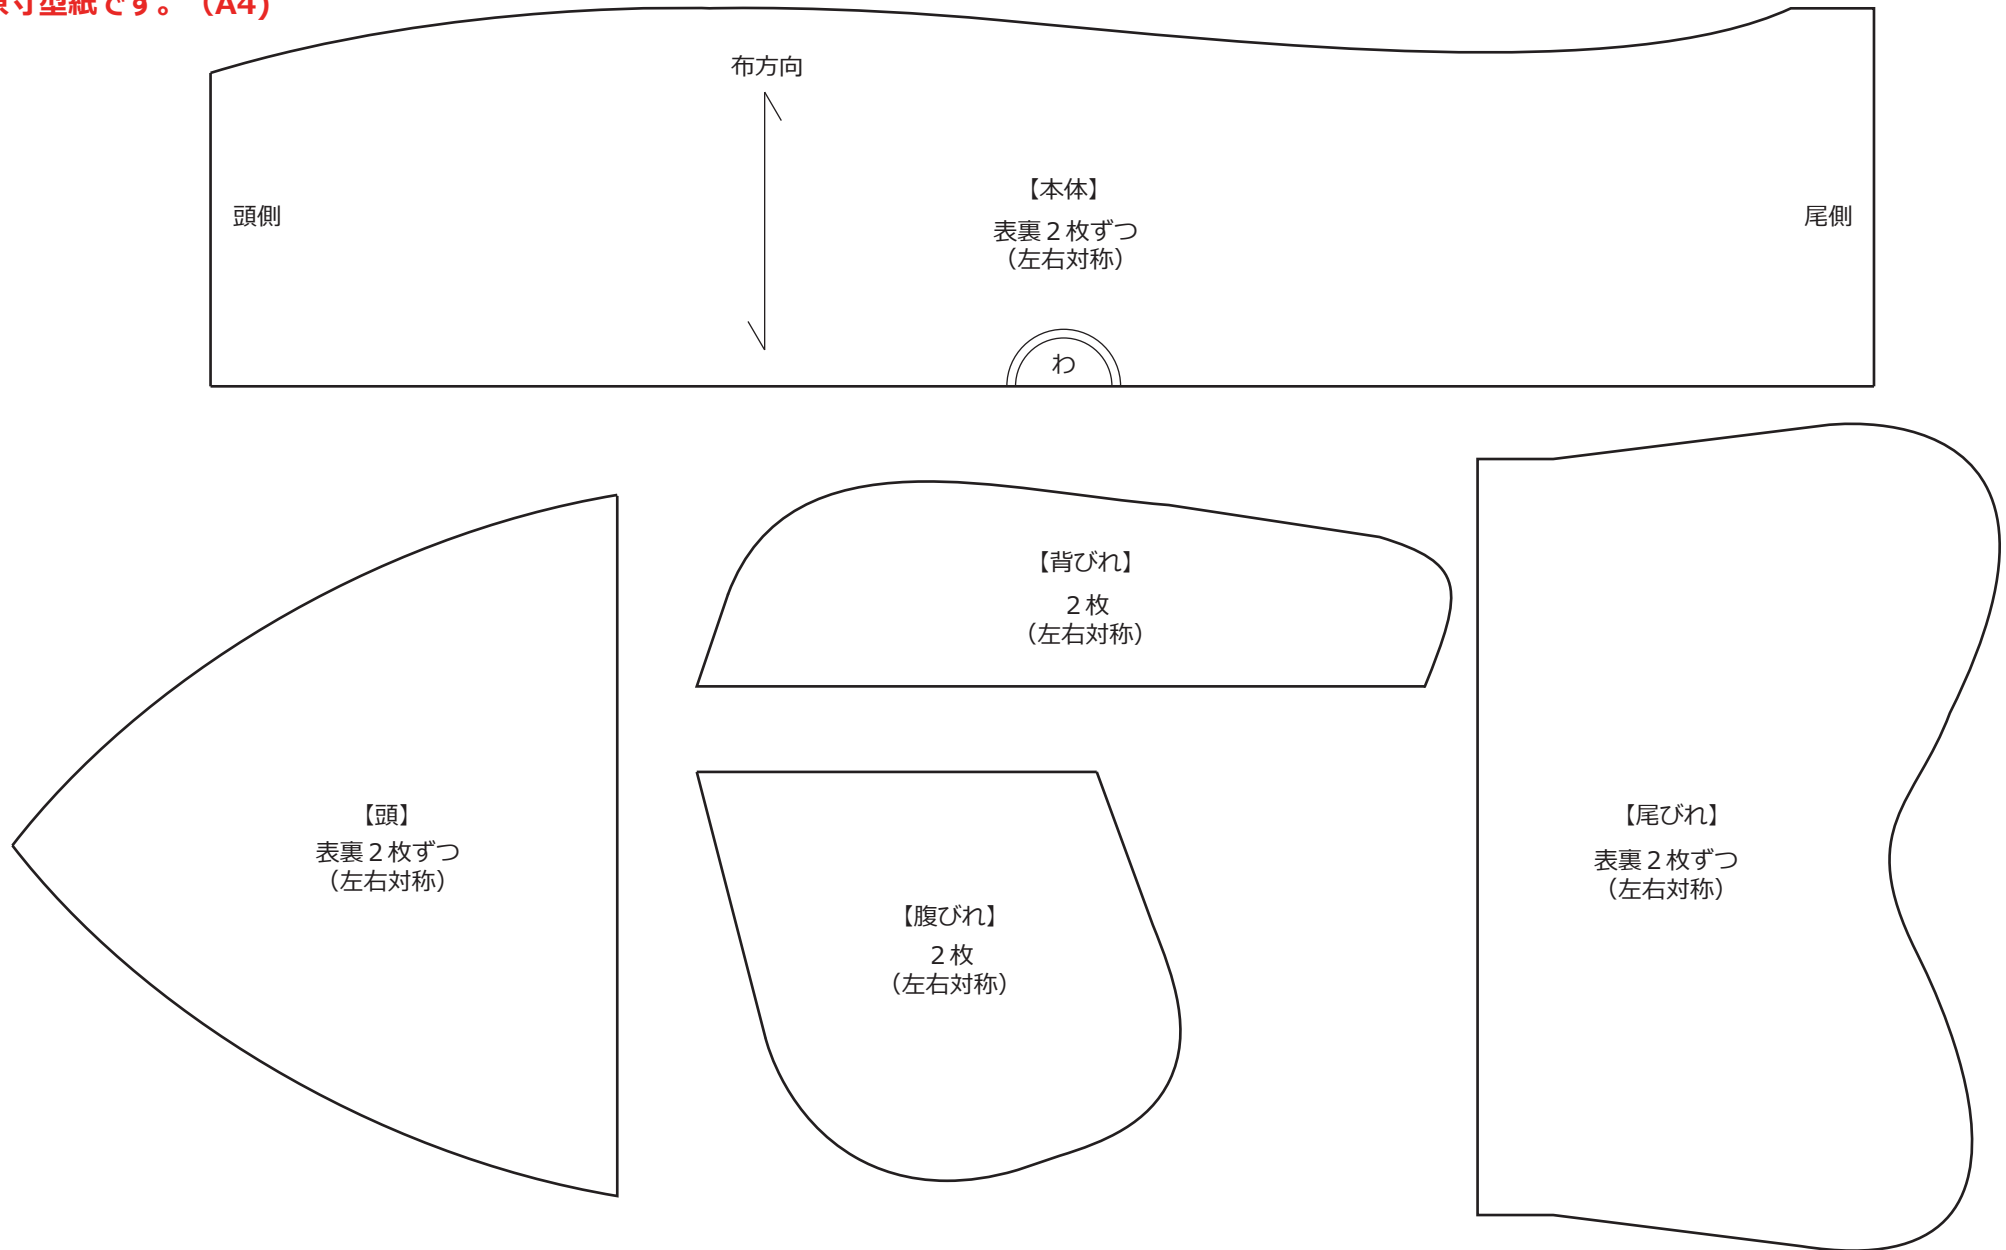 原寸型紙です。（A4）
布方向
頭側
【本体】
表裏２枚ずつ
（左右対称）
尾側
わ
【背びれ】
２枚
（左右対称）
【頭】
表裏２枚ずつ
（左右対称）
【腹びれ】
２枚
（左右対称）
【尾びれ】
表裏２枚ずつ
（左右対称）